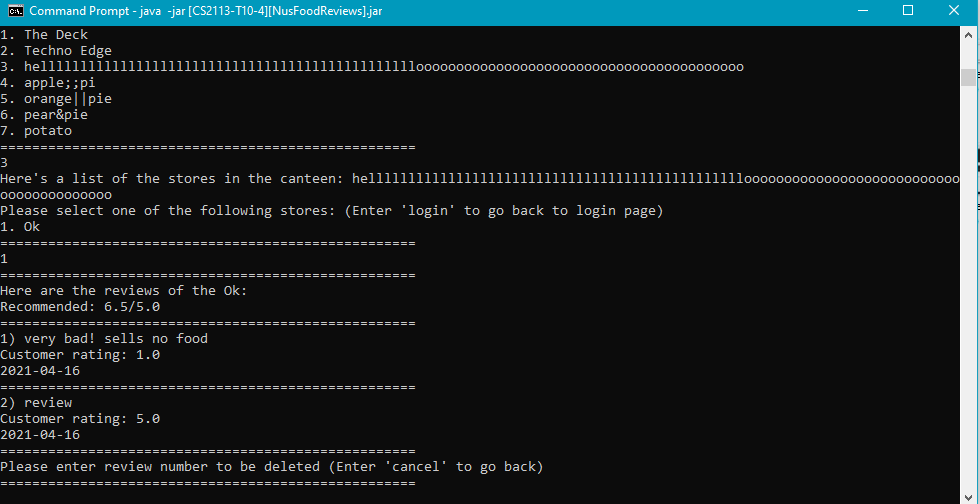 Command Prompt - java -jar [CS2113-T10-4][NusFoodReviews].jar
1. The Deck
2. Techno Edge
3. helllllllllllllllllllllllllllllllllllllllllllllllooooooooooooooooooooooooooooooooooooooooo
4. apple;;pi
5. orange||pie
6. pear&pie
7. potato
====================================================
3
Here's a list of the stores in the canteen: helllllllllllllllllllllllllllllllllllllllllllllllooooooooooooooooooooooooooo
oooooooooooooo
Please select one of the following stores: (Enter 'login' to go back to login page)
1. Ok
====================================================
1
====================================================
Here are the reviews of the Ok:
Recommended: 6.5/5.0
====================================================
1) very bad! sells no food
Customer rating: 1.0
2021-04-16
====================================================
2) review
Customer rating: 5.0
2021-04-16
====================================================
Please enter review number to be deleted (Enter 'cancel' to go back)
====================================================